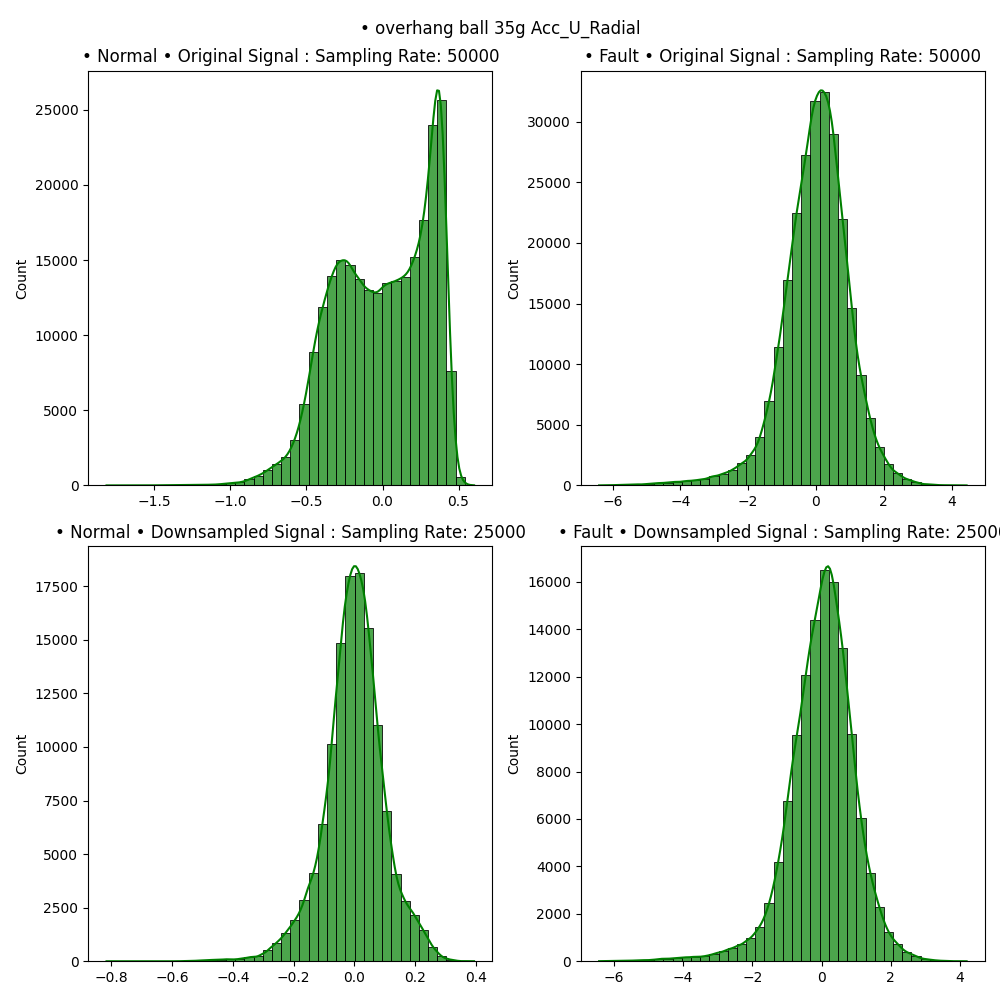 • overhang ball 35g Acc_U_Radial
• Normal • Original Signal : Sampling Rate: 50000
Count
25000
20000
15000
10000
5000
0
−1.5 −1.0 −0.5 0.0 0.5
• Fault • Original Signal : Sampling Rate: 50000
Count
30000
25000
20000
15000
10000
5000
0
−6 −4 −2 0 2 4
• Normal • Downsampled Signal : Sampling Rate: 25000
Count
17500
15000
12500
10000
7500
5000
2500
0
−0.8 −0.6 −0.4 −0.2 0.0 0.2 0.4
• Fault • Downsampled Signal : Sampling Rate: 2500
Count
16000
14000
12000
10000
8000
6000
4000
2000
0
−6 −4 −2 0 2 4